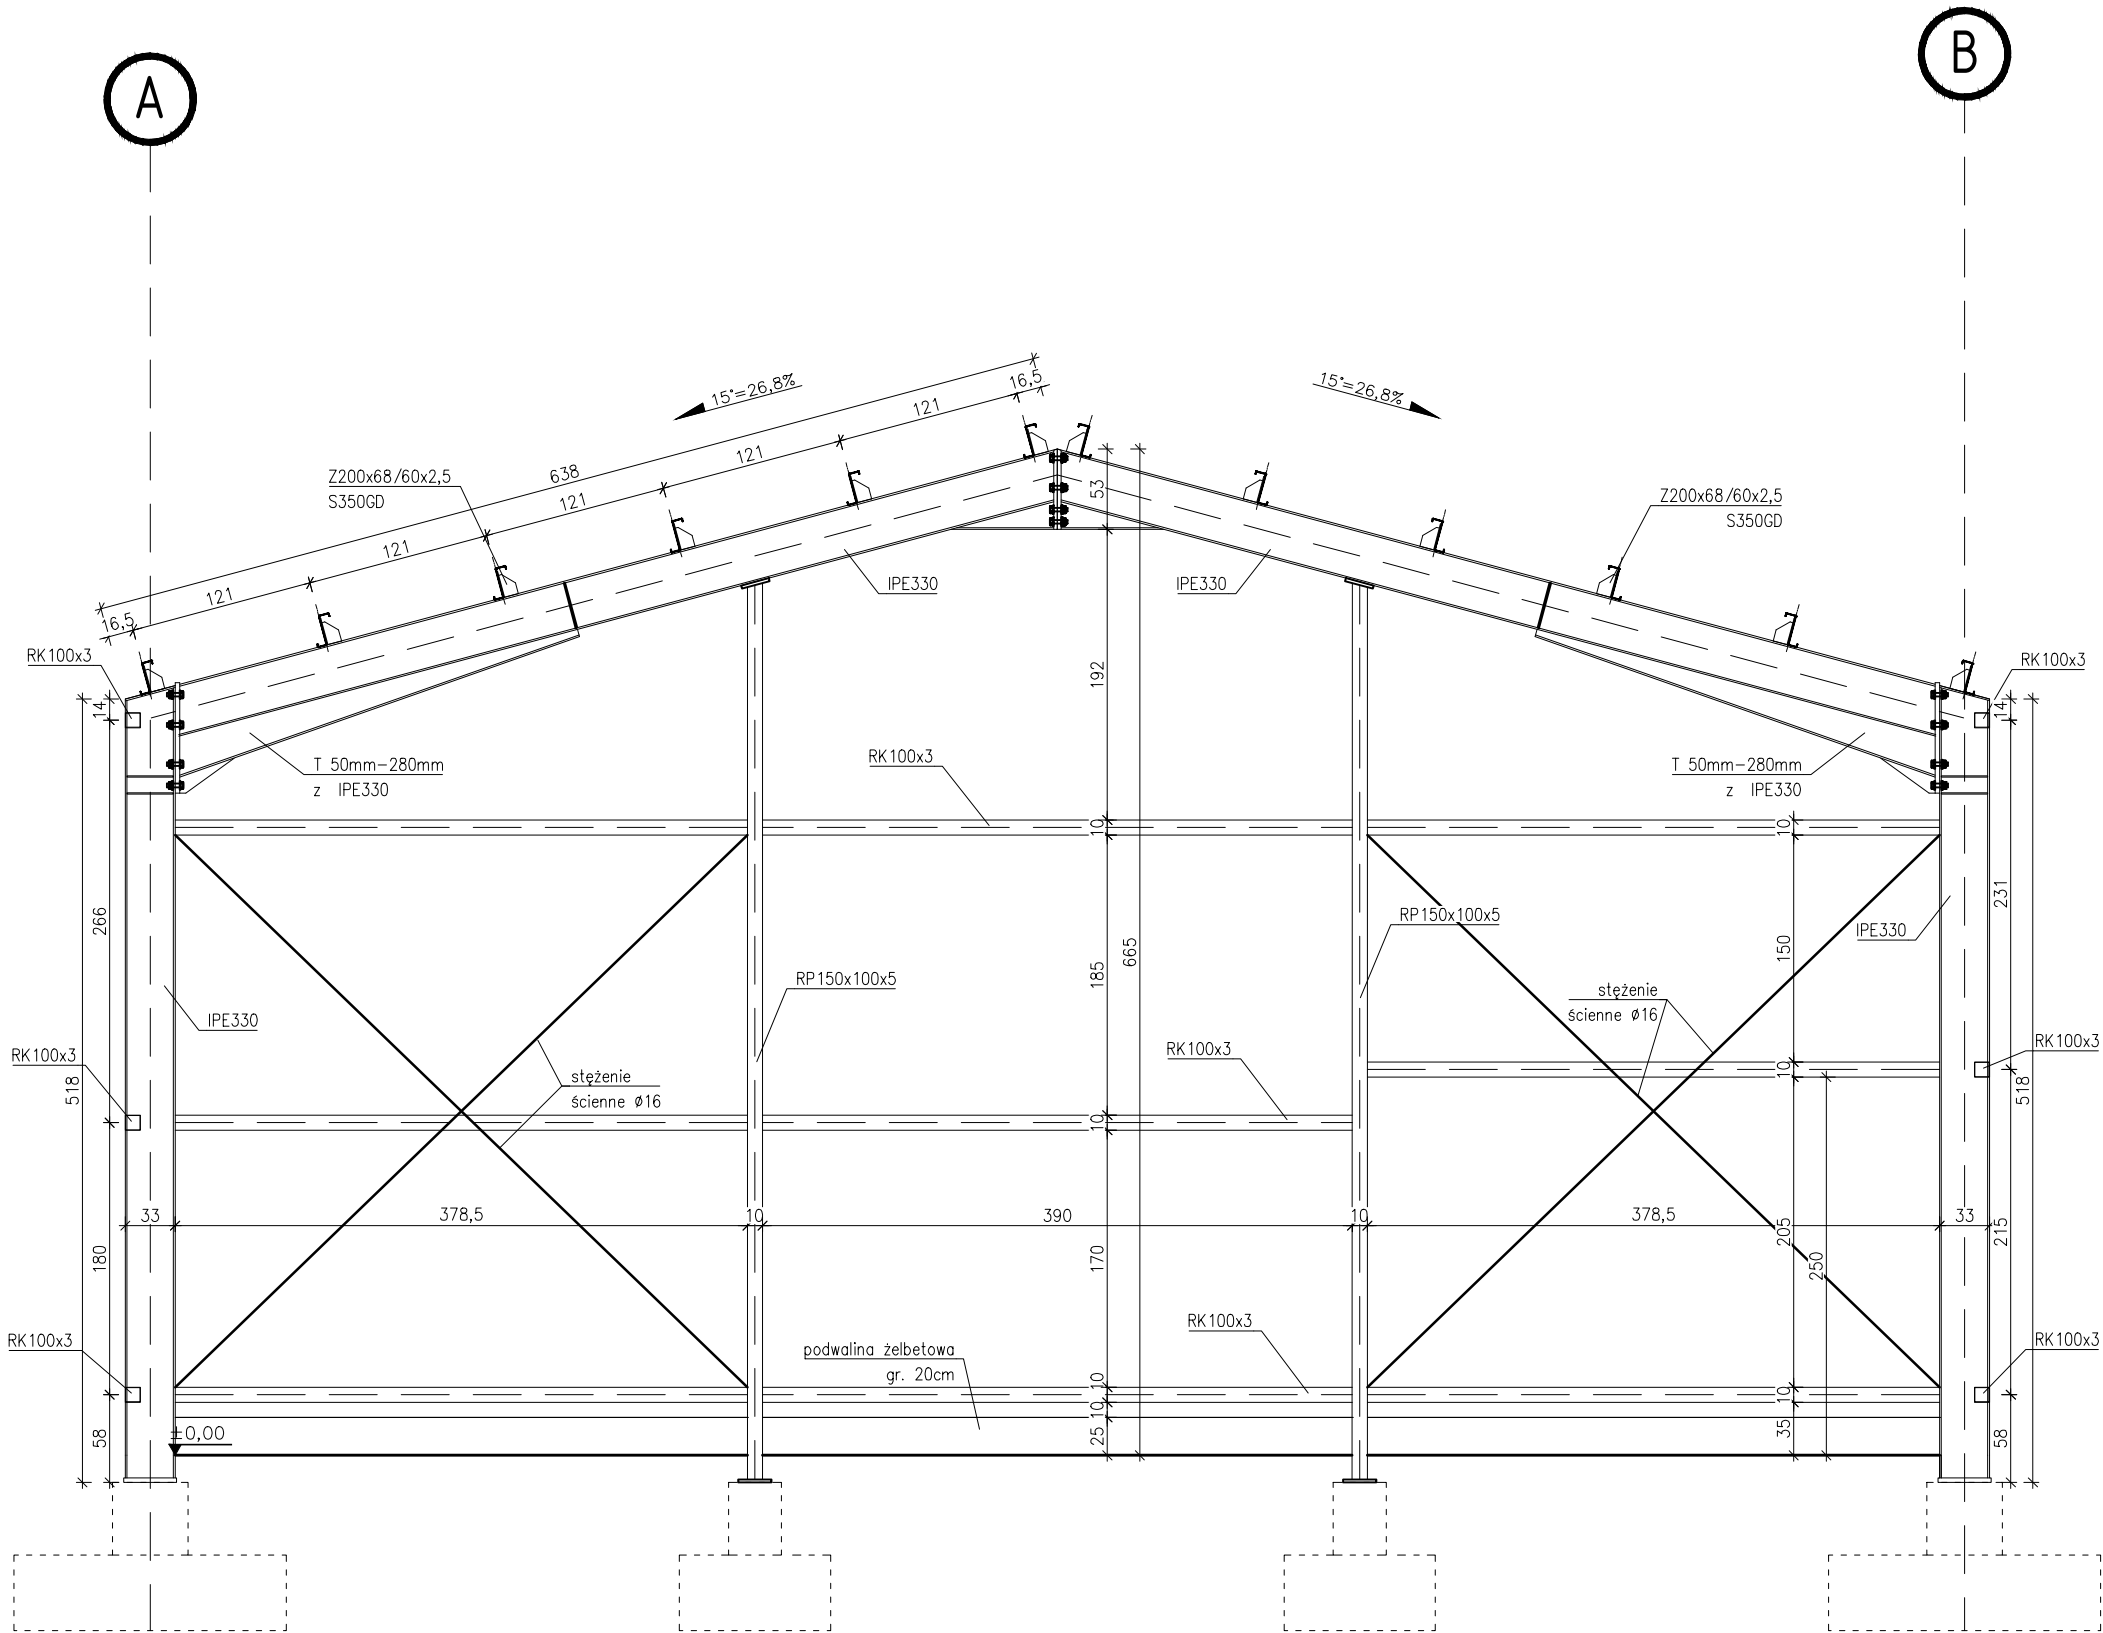 A
B
15°=26,8%
15°=26,8%
16,5
121
121
638
121
121
121
16,5
Z200x68/60x2,5
S350GD
Z200x68/60x2,5
S350GD
53
IPE330
IPE330
RK100x3
RK100x3
14
14
192
T 50mm-280mm
z IPE330
RK100x3
T 50mm-280mm
z IPE330
10
10
266
231
RP150x100x5
IPE330
150
665
185
RP150x100x5
stężenie
ścienne ø16
IPE330
RK100x3
RK100x3
RK100x3
518
518
10
stężenie
ścienne ø16
10
33
378,5
10
390
10
378,5
33
180
170
205
215
250
RK100x3
RK100x3
RK100x3
podwalina żelbetowa
gr. 20cm
10
10
10
±0,00
58
25
35
58